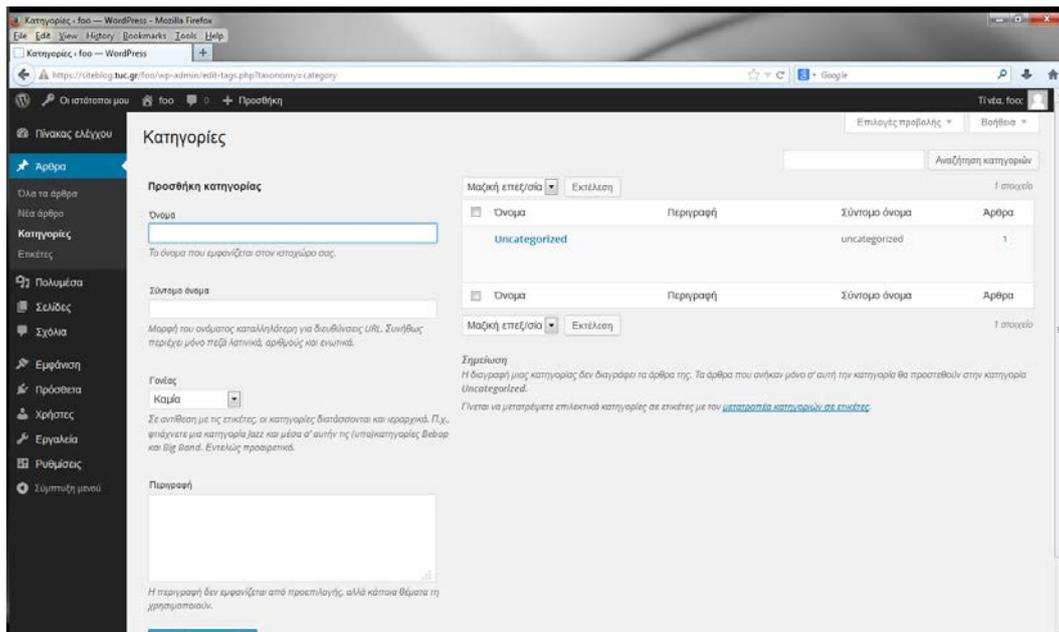 Κατηγορίες ‹ foo — WordPress - Mozilla Firefox
File Edit View History Bookmarks Tools Help
Κατηγορίες ‹ foo — WordPress +
https://siteblog.tuc.gr/foo/wp-admin/edit-tags.php?taxonomy=category
Google
Οι ιστότοποι μου foo 0 + Προσθήκη Τί νέα, foo;
Πίνακας ελέγχου
Άρθρα
Όλα τα άρθρα
Νέα άρθρο
Κατηγορίες
Ετικέτες
Πολυμέσα
Σελίδες
Σχόλια
Εμφάνιση
Πρόσθετα
Χρήστες
Εργαλεία
Ρυθμίσεις
Σύμπτυξη μενού
Επιλογές προβολής Βοήθεια
Κατηγορίες
Αναζήτηση κατηγοριών
Προσθήκη κατηγορίας
Όνομα
Το όνομα που εμφανίζεται στον ιστοχώρο σας.
Σύντομο όνομα
Μορφή του ονόματος καταλληλότερη για διευθύνσεις URL. Συνήθως
περιέχει μόνο πεζά λατινικά, αριθμούς και ενωτικά.
Γονέας
Καμία
Σε αντίθεση με τις ετικέτες, οι κατηγορίες διατάσσονται και ιεραρχικά. Π.χ.,
φτιάχνετε μια κατηγορία Jazz και μέσα σ' αυτήν τις (υπο)κατηγορίες Bebop
και Big Band. Εντελώς προαιρετικό.
Περιγραφή
Η περιγραφή δεν εμφανίζεται από προεπιλογής, αλλά κάποια θέματα τη
χρησιμοποιούν.
Μαζική επεξ/σία Εκτέλεση 1 στοιχείο
Όνομα Περιγραφή Σύντομο όνομα Άρθρα
Uncategorized uncategorized 1
Όνομα Περιγραφή Σύντομο όνομα Άρθρα
Μαζική επεξ/σία Εκτέλεση 1 στοιχείο
Σημείωση
Η διαγραφή μιας κατηγορίας δεν διαγράφει τα άρθρα της. Τα άρθρα που ανήκαν μόνο σ' αυτή την κατηγορία θα προστεθούν στην κατηγορία
Uncategorized.
Γίνεται να μετατρέψετε επιλεκτικά κατηγορίες σε ετικέτες με τον μετατροπέα κατηγοριών σε ετικέτες.